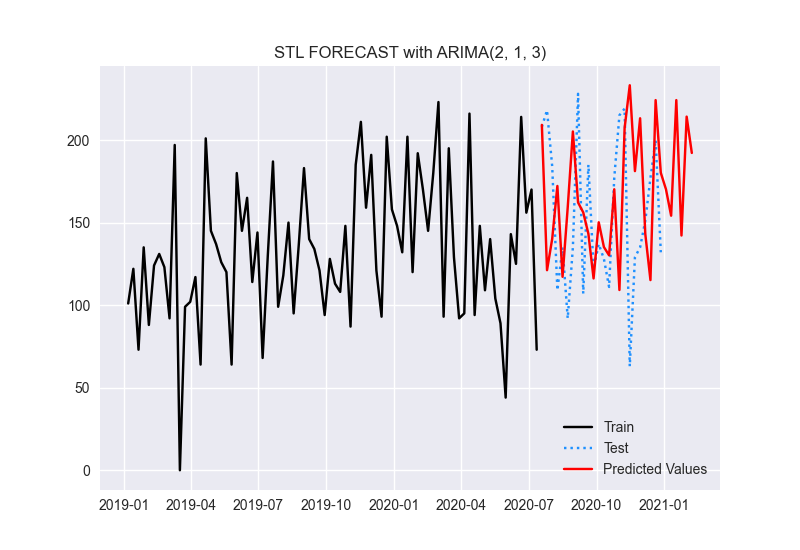 STL FORECAST with ARIMA(2, 1, 3)
200
150
100
50
0
Train
Test
Predicted Values
2019-01 2019-04 2019-07 2019-10 2020-01 2020-04 2020-07 2020-10 2021-01